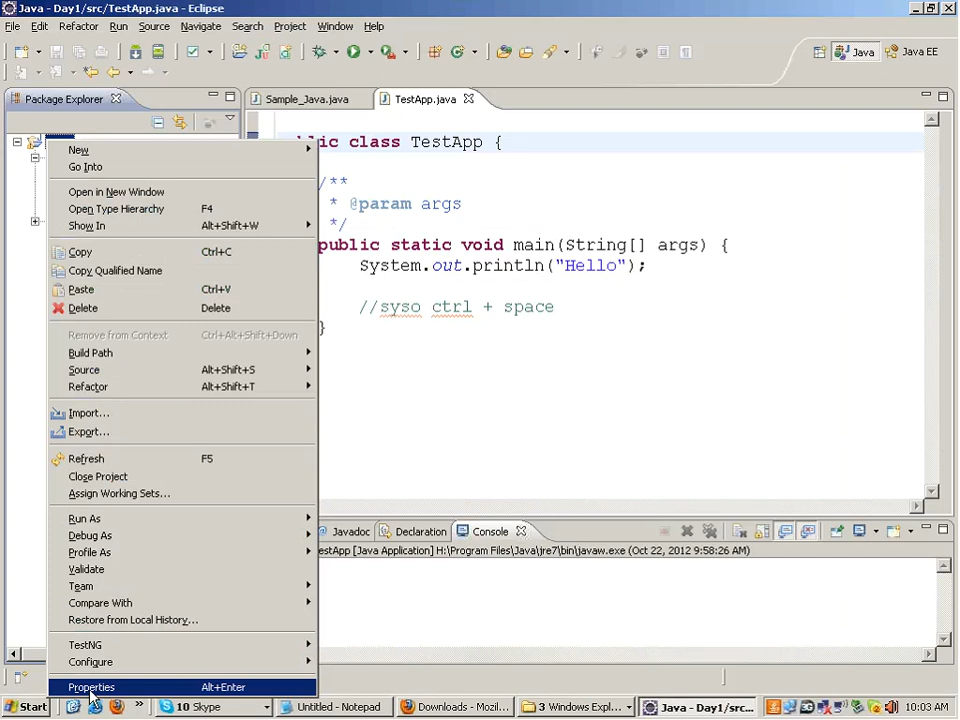 Java - Day1/src/TestApp.java - Eclipse
File Edit Refactor Run Source Navigate Search Project Window Help
Java Java EE
Package Explorer
Sample_Java.java TestApp.java
blic class TestApp {
/**
* @param args
*/
public static void main(String[] args) {
System.out.println("Hello");
//syso ctrl + space
}
New
Go Into
Open in New Window
Open Type Hierarchy F4
Show In Alt+Shift+W
Copy Ctrl+C
Copy Qualified Name
Paste Ctrl+V
Delete Delete
Remove from Context Ctrl+Alt+Shift+Down
Build Path
Source Alt+Shift+S
Refactor Alt+Shift+T
Import...
Export...
Refresh F5
Close Project
Assign Working Sets...
Run As
Debug As
Profile As
Validate
Team
Compare With
Restore from Local History...
TestNG
Configure
Properties Alt+Enter
Javadoc Declaration Console
estApp [Java Application] H:\Program Files\Java\jre7\bin\javaw.exe (Oct 22, 2012 9:58:26 AM)
Start 10 Skype Untitled - Notepad Downloads - Mozil... 3 Windows Expl... Java - Day1/src/... 10:03 AM